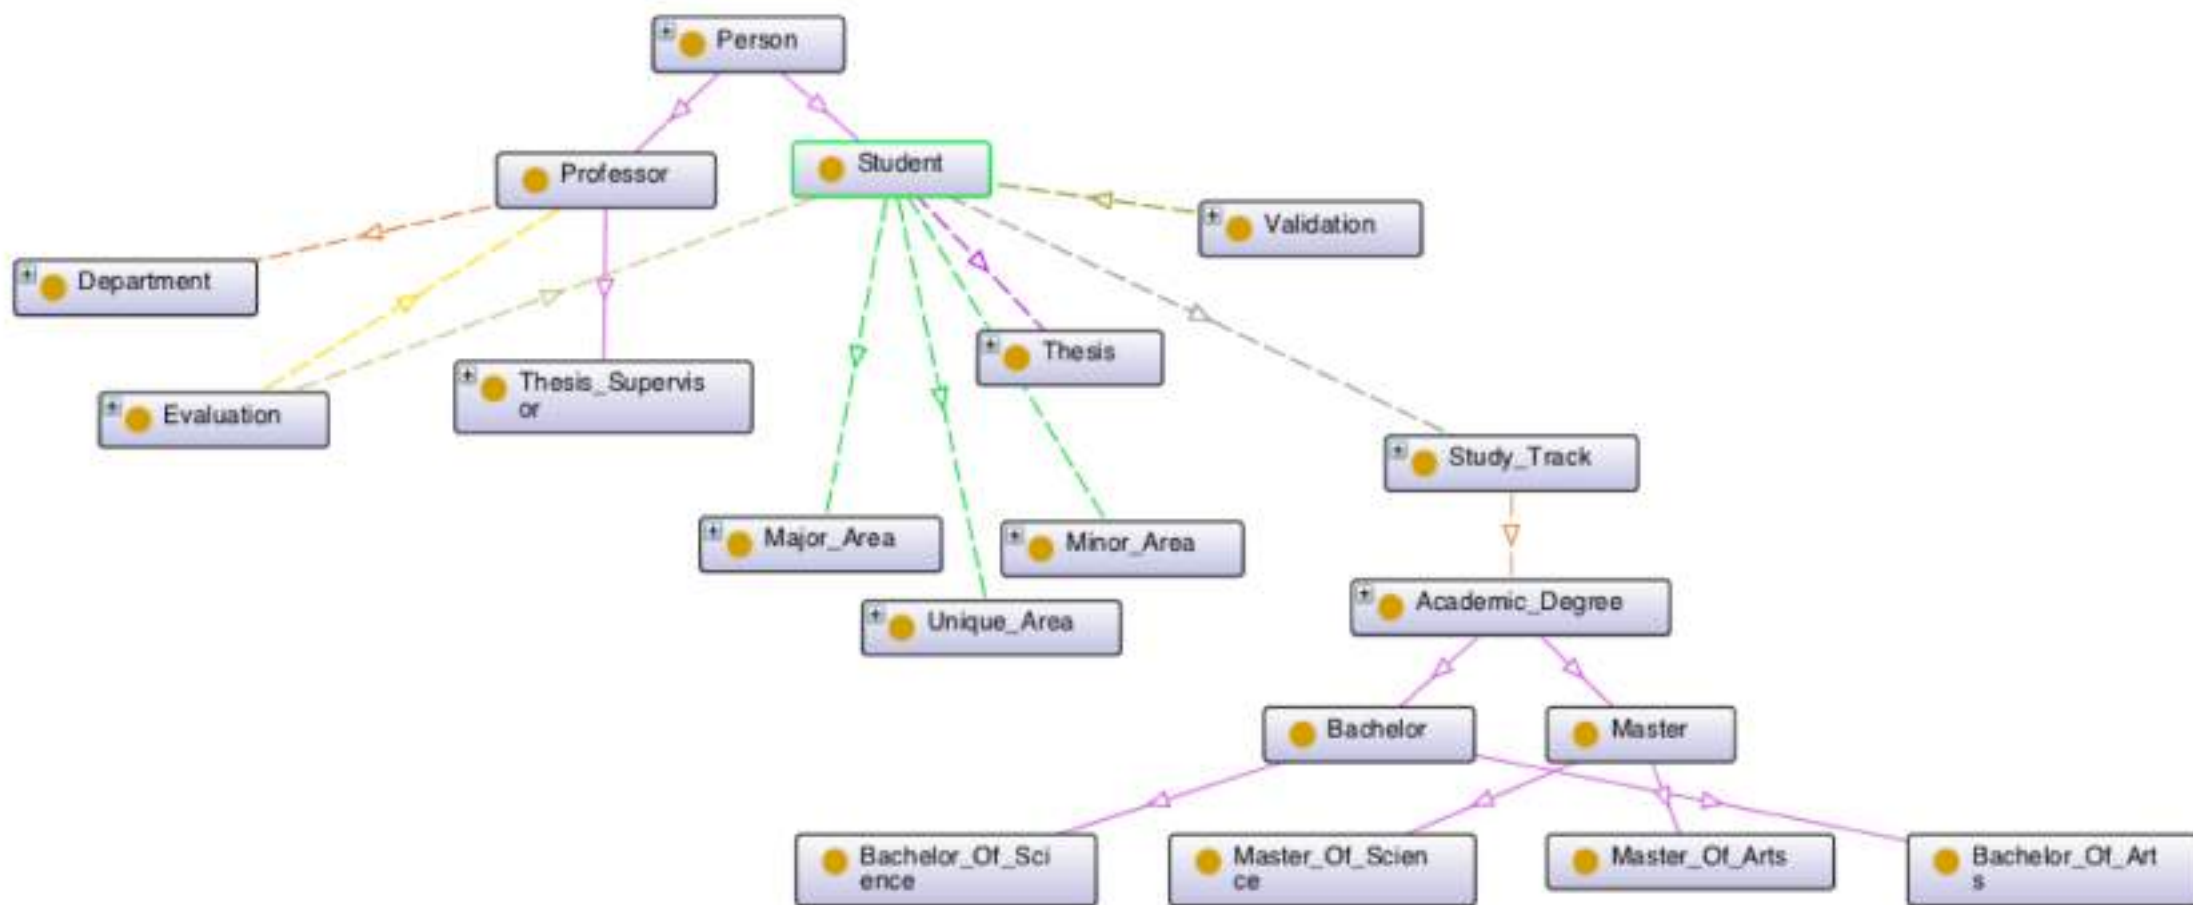 Person
Professor
Student
Validation
Department
Thesis
Thesis_Supervis
or
Evaluation
Study_Track
Major_Area
Minor_Area
Unique_Area
Academic_Degree
Bachelor
Master
Bachelor_Of_Sci
ence
Master_Of_Scien
ce
Master_Of_Arts
Bachelor_Of_Art
s